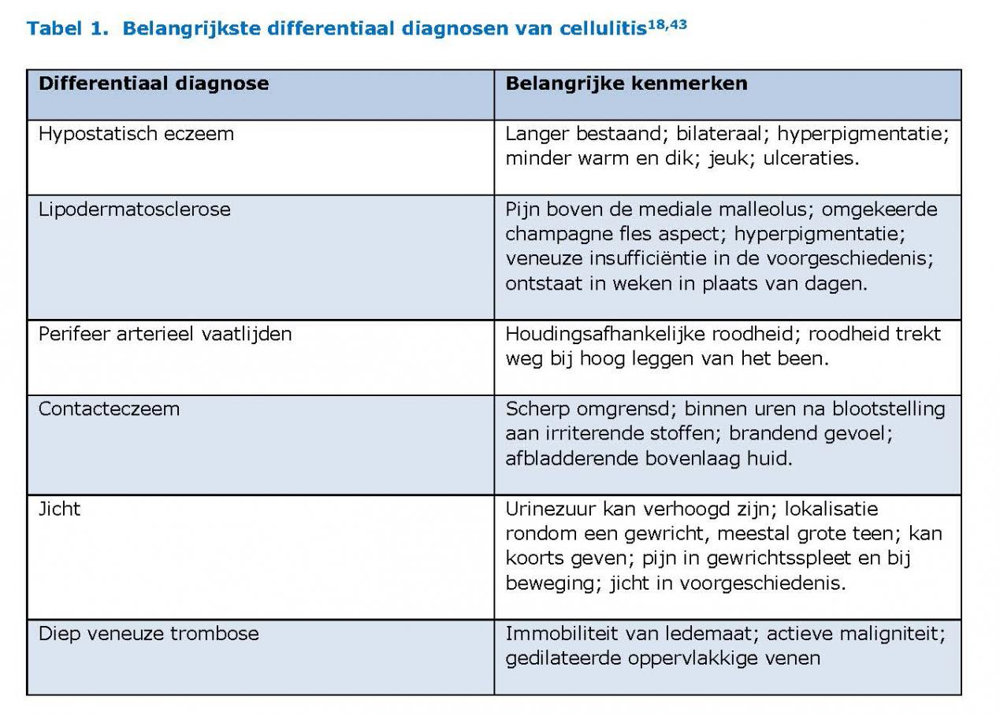 Tabel 1. Belangrijkste differentiaal diagnosen van cellulitis18,43
Differentiaal diagnose
Belangrijke kenmerken
Hypostatisch eczeem
Langer bestaand; bilateraal; hyperpigmentatie;
minder warm en dik; jeuk; ulceraties.
Lipodermatosclerose
Pijn boven de mediale malleolus; omgekeerde
champagne fles aspect; hyperpigmentatie;
veneuze insufficiëntie in de voorgeschiedenis;
ontstaat in weken in plaats van dagen.
Perifeer arterieel vaatlijden
Houdingsafhankelijke roodheid; roodheid trekt
weg bij hoog leggen van het been.
Contacteczeem
Scherp omgrensd; binnen uren na blootstelling
aan irriterende stoffen; brandend gevoel;
afbladderende bovenlaag huid.
Jicht
Urinezuur kan verhoogd zijn; lokalisatie
rondom een gewricht, meestal grote teen; kan
koorts geven; pijn in gewrichtsspleet en bij
beweging; jicht in voorgeschiedenis.
Diep veneuze trombose
Immobiliteit van ledemaat; actieve maligniteit;
gedilateerde oppervlakkige venen